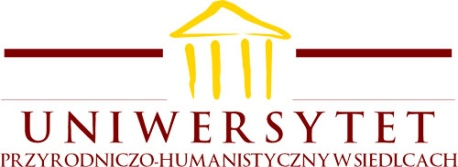 UNIWERSYTET
PRZYRODNICZO-HUMANISTYCZNY W SIEDLCACH